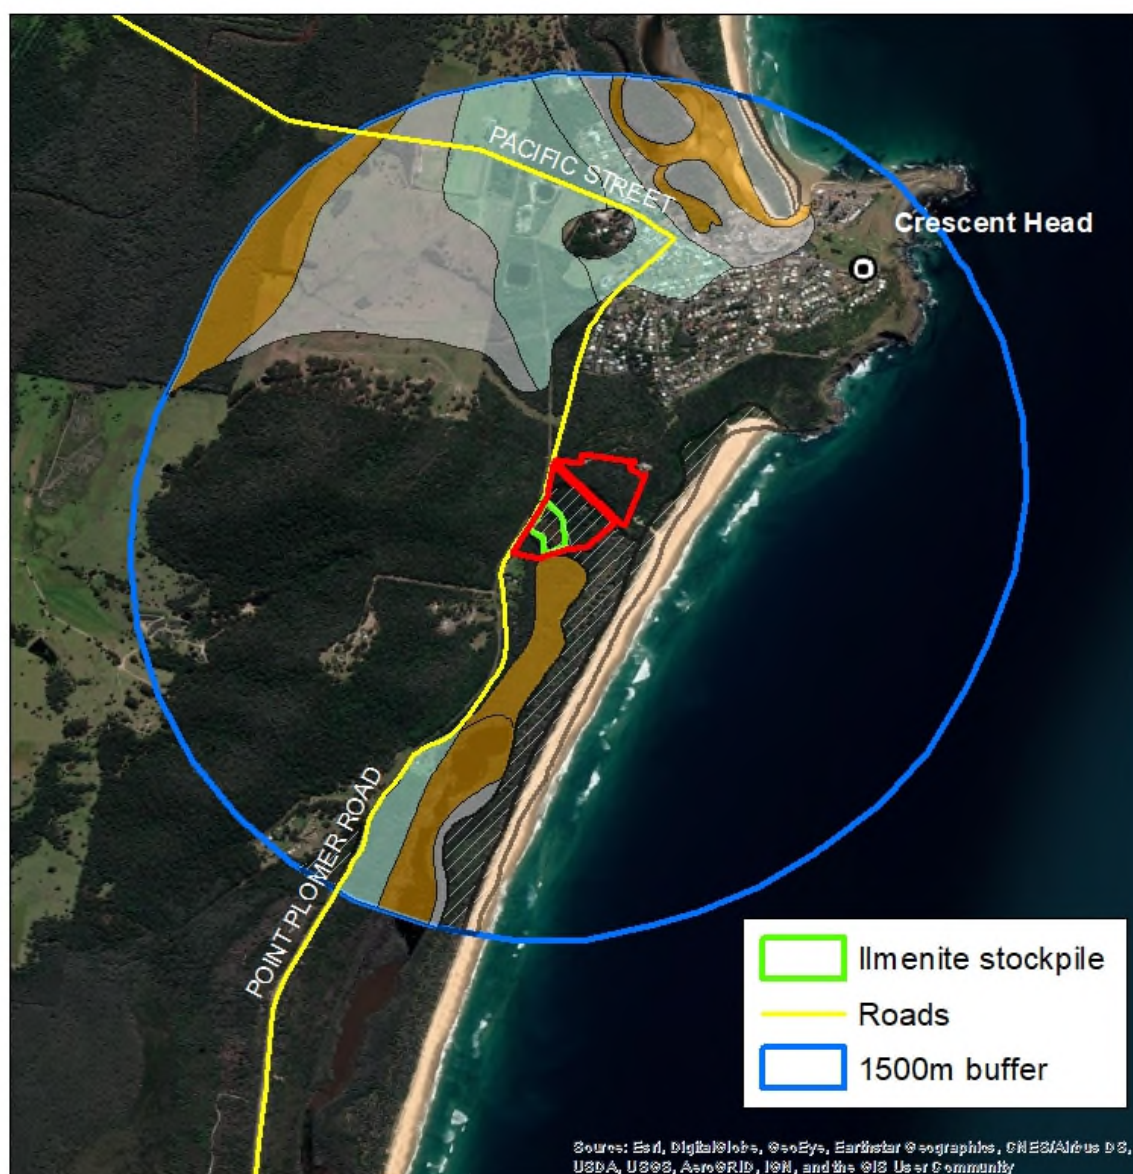 PACIFIC STREET
Crescent Head
POINT PLOMER ROAD
Ilmenite stockpile
Roads
1500m buffer
Source: Esri, DigitalGlobe, GeoEye, Earthstar Geographics, CNES/Airbus DS,
USDA, USGS, AeroGRID, IGN, and the GIS User Community